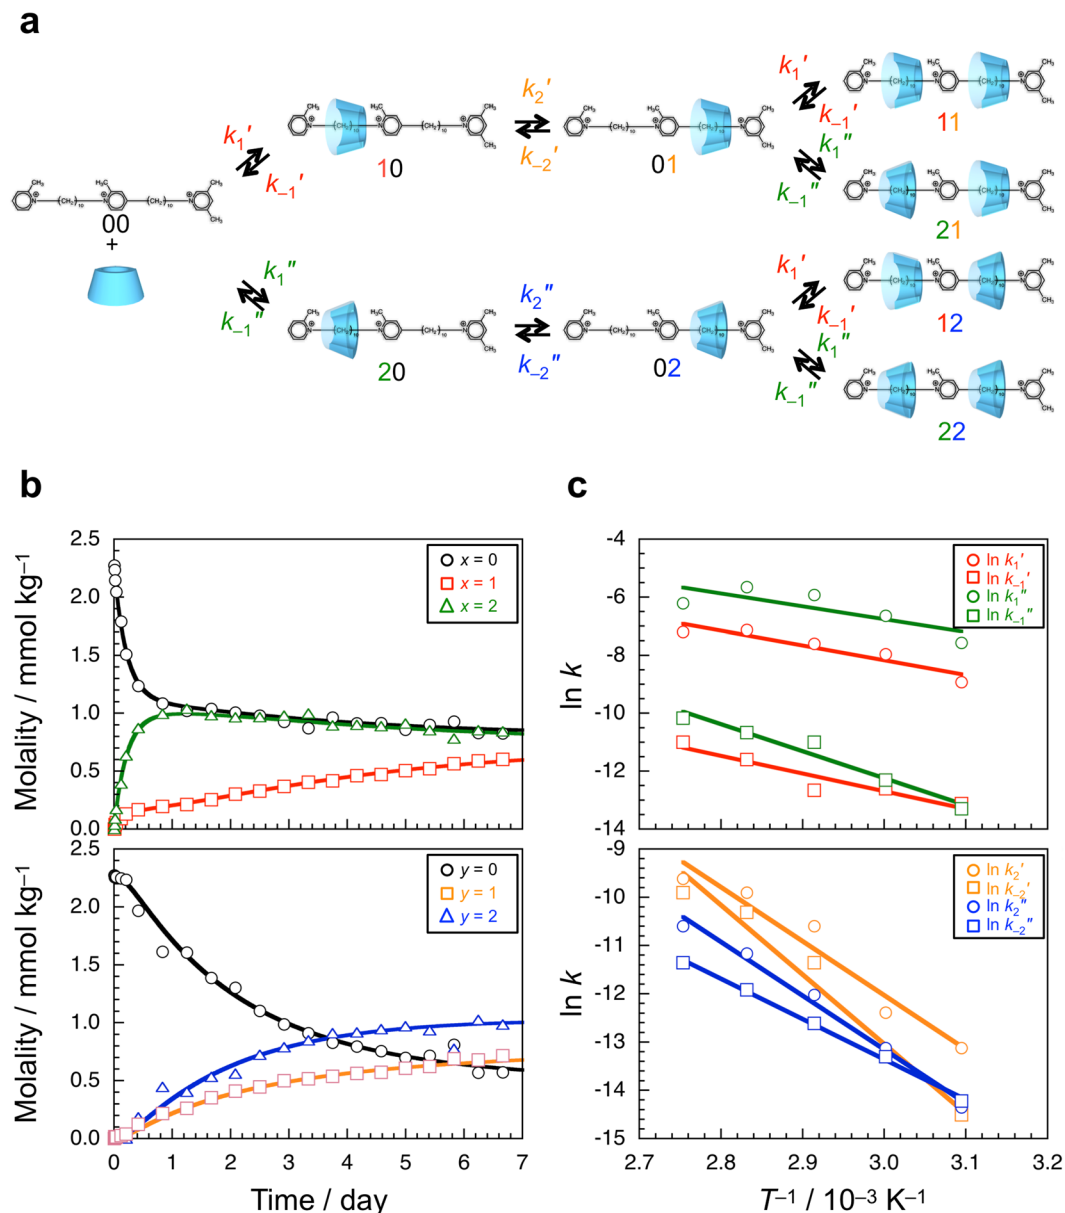 a
k1′
k−1′
k1″
k−1″
k2′
k−2′
k2″
k−2″
k1′
k−1′
k1″
k−1″
k1′
k−1′
k1″
k−1″
00
+
10
01
11
21
20
02
12
22
CH3
N
⊕
(CH2)10
b
Molality / mmol kg−1
2.5
2.0
1.5
1.0
0.5
0.0
x = 0
x = 1
x = 2
Molality / mmol kg−1
2.5
2.0
1.5
1.0
0.5
0.0
y = 0
y = 1
y = 2
0 1 2 3 4 5 6 7
Time / day
c
ln k
-4
-6
-8
-10
-12
-14
ln k1′
ln k−1′
ln k1″
ln k−1″
ln k
-9
-10
-11
-12
-13
-14
-15
ln k2′
ln k−2′
ln k2″
ln k−2″
2.7 2.8 2.9 3.0 3.1 3.2
T−1 / 10−3 K−1